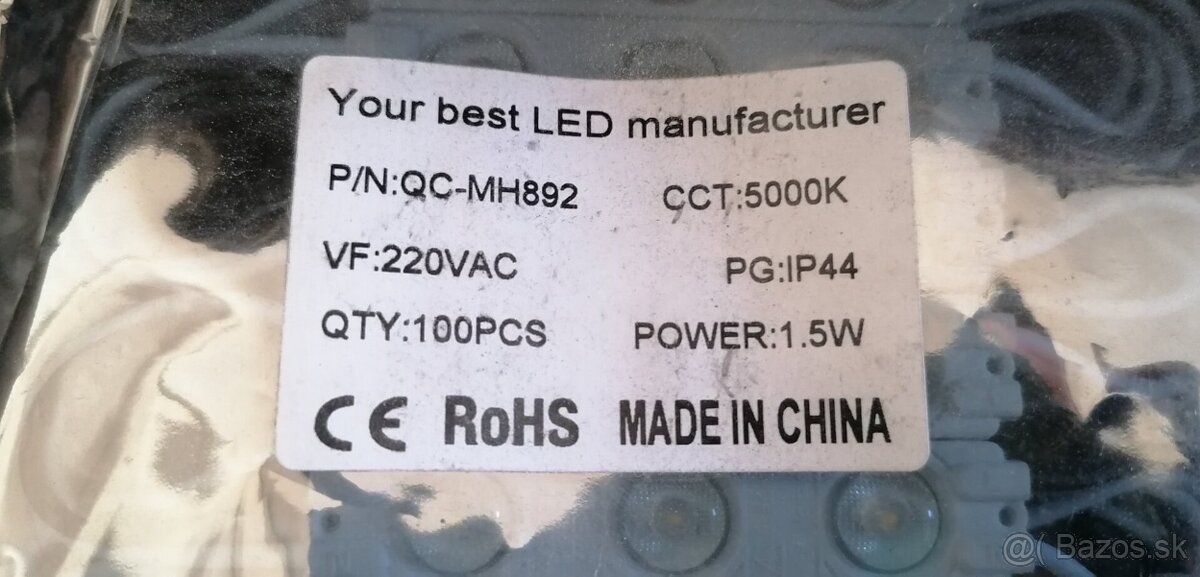 Your best LED manufacturer
P/N:QC-MH892 CCT:5000K
VF:220VAC PG:IP44
QTY:100PCS POWER:1.5W
CE RoHS MADE IN CHINA
@( Bazos.sk